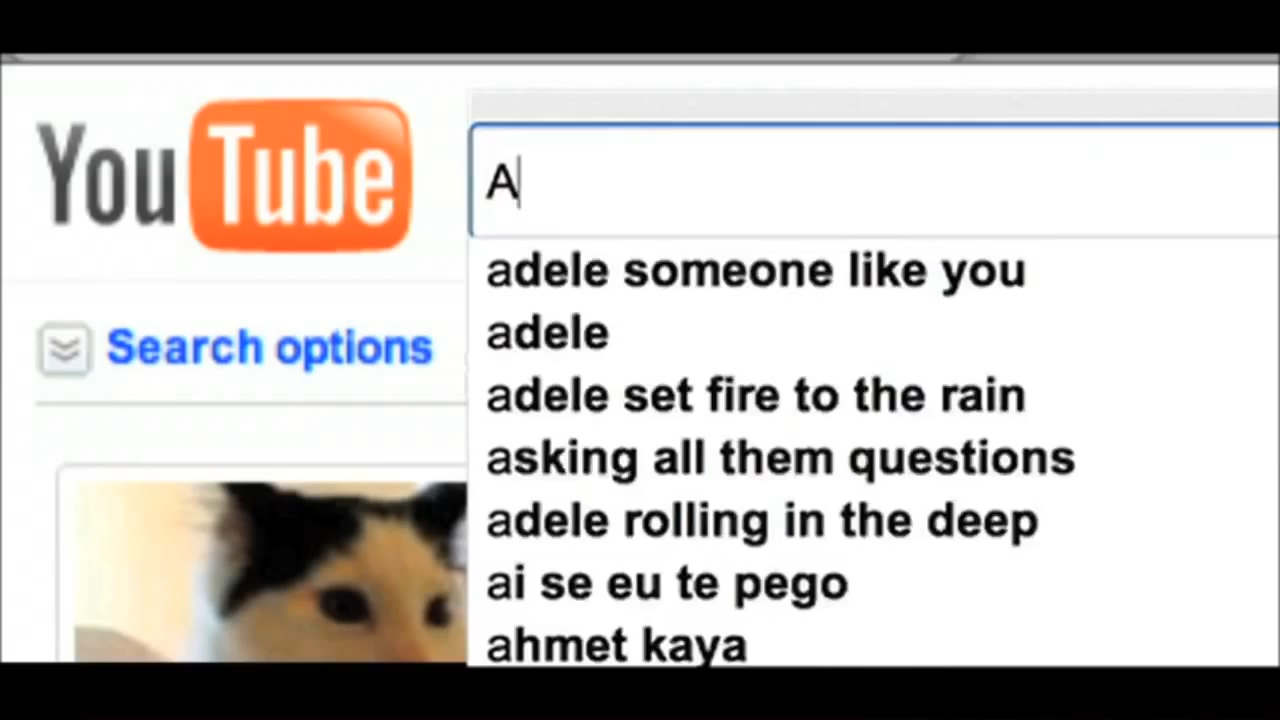 YouTube
A
adele someone like you
adele
Search options
adele set fire to the rain
asking all them questions
adele rolling in the deep
ai se eu te pego
ahmet kaya